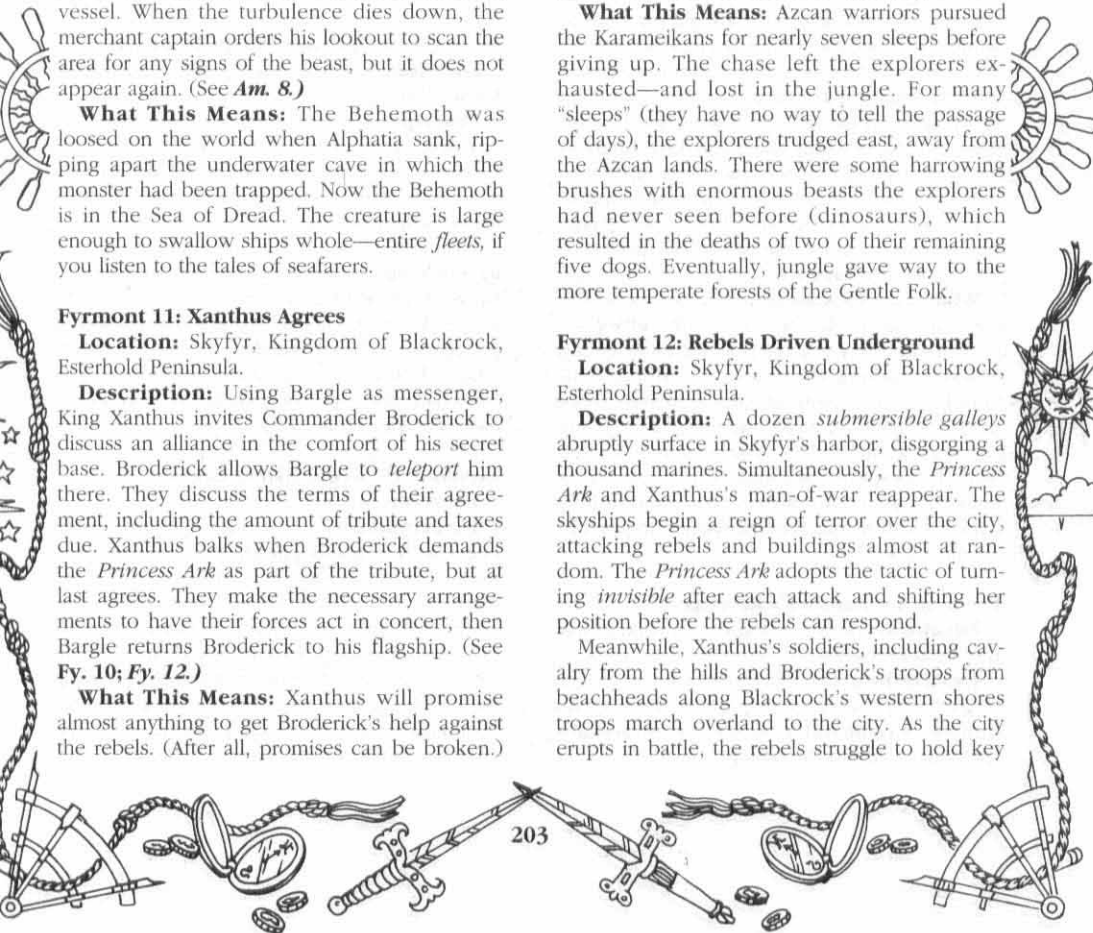 vessel. When the turbulence dies down, the
merchant captain orders his lookout to scan the
area for any signs of the beast, but it does not
appear again. (See Am. 8.)
What This Means: The Behemoth was
loosed on the world when Alphatia sank, rip-
ping apart the underwater cave in which the
monster had been trapped. Now the Behemoth
is in the Sea of Dread. The creature is large
enough to swallow ships whole—entire fleets, if
you listen to the tales of seafarers.
Fyrmont 11: Xanthus Agrees
Location: Skyfyr, Kingdom of Blackrock,
Esterhold Peninsula.
Description: Using Bargle as messenger,
King Xanthus invites Commander Broderick to
discuss an alliance in the comfort of his secret
base. Broderick allows Bargle to teleport him
there. They discuss the terms of their agree-
ment, including the amount of tribute and taxes
due. Xanthus balks when Broderick demands
the Princess Ark as part of the tribute, but at
last agrees. They make the necessary arrange-
ments to have their forces act in concert, then
Bargle returns Broderick to his flagship. (See
Fy. 10; Fy. 12.)
What This Means: Xanthus will promise
almost anything to get Broderick's help against
the rebels. (After all, promises can be broken.)
What This Means: Azcan warriors pursued
the Karameikans for nearly seven sleeps before
giving up. The chase left the explorers ex-
hausted—and lost in the jungle. For many
"sleeps" (they have no way to tell the passage
of days), the explorers trudged east, away from
the Azcan lands. There were some harrowing
brushes with enormous beasts the explorers
had never seen before (dinosaurs), which
resulted in the deaths of two of their remaining
five dogs. Eventually, jungle gave way to the
more temperate forests of the Gentle Folk.
Fyrmont 12: Rebels Driven Underground
Location: Skyfyr, Kingdom of Blackrock,
Esterhold Peninsula.
Description: A dozen submersible galleys
abruptly surface in Skyfyr's harbor, disgorging a
thousand marines. Simultaneously, the Princess
Ark and Xanthus's man-of-war reappear. The
skyships begin a reign of terror over the city,
attacking rebels and buildings almost at ran-
dom. The Princess Ark adopts the tactic of turn-
ing invisible after each attack and shifting her
position before the rebels can respond.
Meanwhile, Xanthus's soldiers, including cav-
alry from the hills and Broderick's troops from
beachheads along Blackrock's western shores
troops march overland to the city. As the city
erupts in battle, the rebels struggle to hold key
203